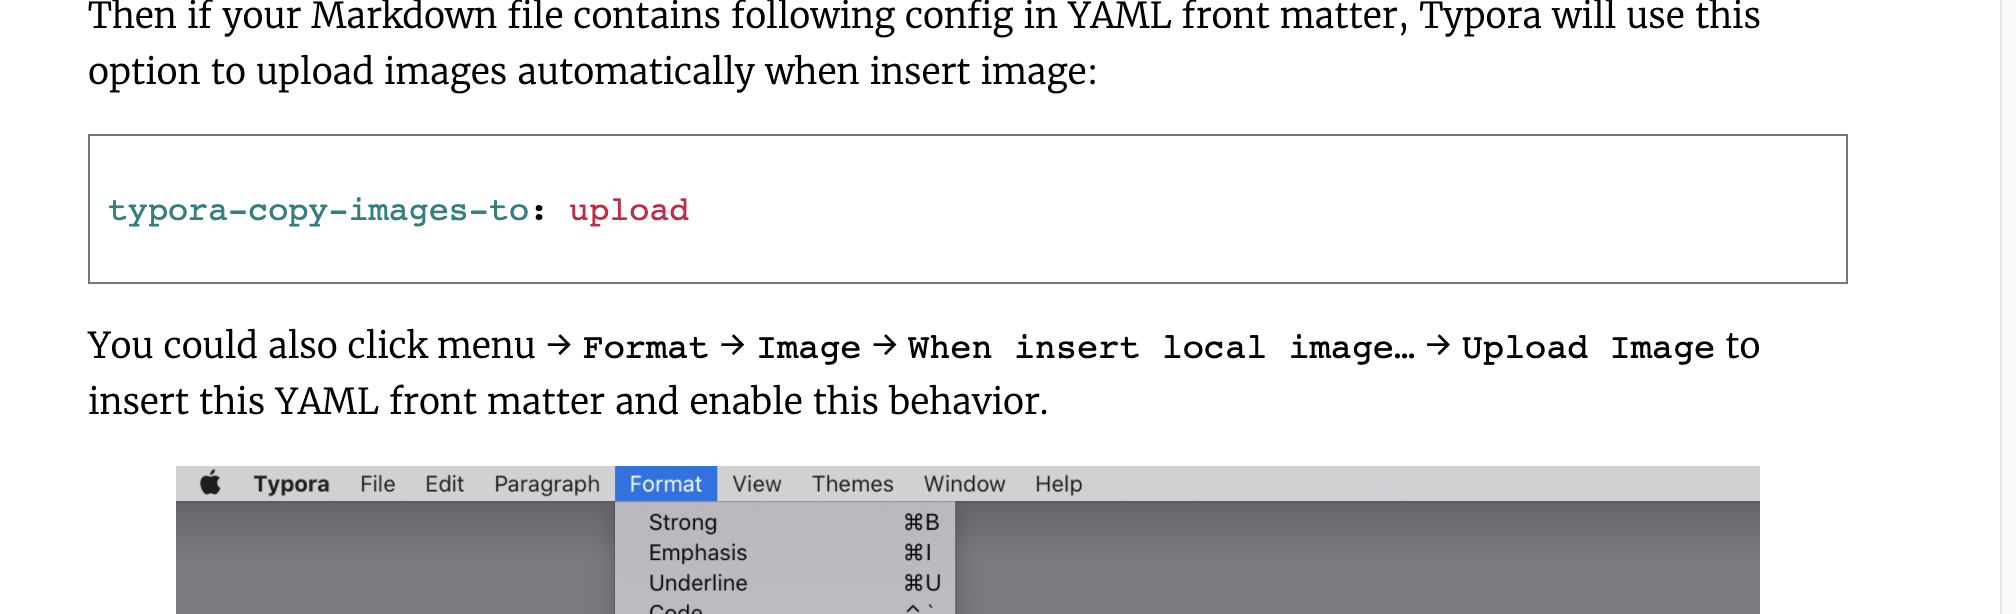 Then if your Markdown file contains following config in YAML front matter, Typora will use this
option to upload images automatically when insert image:
typora-copy-images-to: upload
You could also click menu → Format → Image → When insert local image… → Upload Image to
insert this YAML front matter and enable this behavior.
Typora File Edit Paragraph Format View Themes Window Help
Strong ⌘B
Emphasis ⌘I
Underline ⌘U
Code ^`